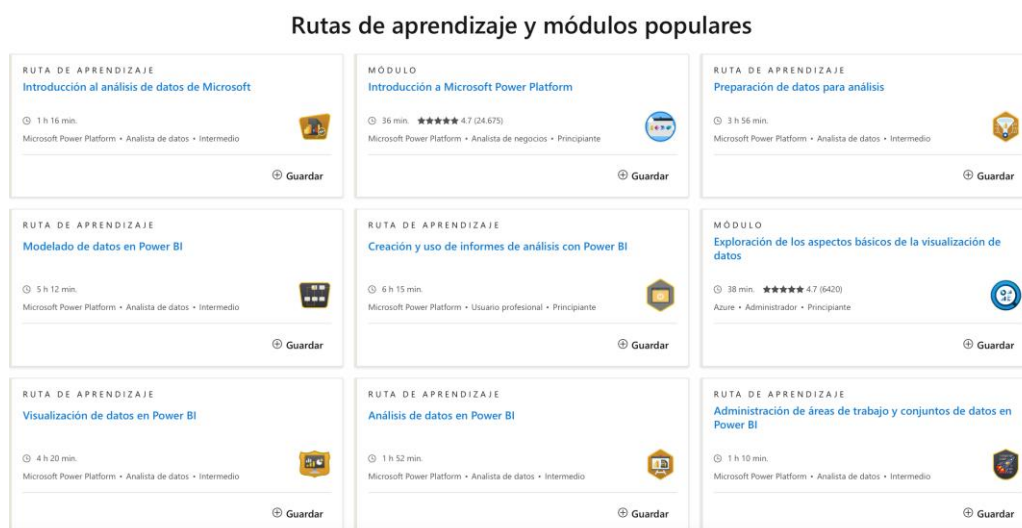 Rutas de aprendizaje y módulos populares
RUTA DE APRENDIZAJE
Introducción al análisis de datos de Microsoft
1 h 16 min.
Microsoft Power Platform • Analista de datos • Intermedio
Guardar
MÓDULO
Introducción a Microsoft Power Platform
36 min. ★★★★★ 4.7 (24.675)
Microsoft Power Platform • Analista de negocios • Principiante
Guardar
RUTA DE APRENDIZAJE
Preparación de datos para análisis
3 h 56 min.
Microsoft Power Platform • Analista de datos • Intermedio
Guardar
RUTA DE APRENDIZAJE
Modelado de datos en Power BI
5 h 12 min.
Microsoft Power Platform • Analista de datos • Intermedio
Guardar
RUTA DE APRENDIZAJE
Creación y uso de informes de análisis con Power BI
6 h 15 min.
Microsoft Power Platform • Usuario profesional • Principiante
Guardar
MÓDULO
Exploración de los aspectos básicos de la visualización de
datos
38 min. ★★★★★ 4.7 (6420)
Azure • Administrador • Principiante
Guardar
RUTA DE APRENDIZAJE
Visualización de datos en Power BI
4 h 20 min.
Microsoft Power Platform • Analista de datos • Intermedio
Guardar
RUTA DE APRENDIZAJE
Análisis de datos en Power BI
1 h 52 min.
Microsoft Power Platform • Analista de datos • Intermedio
Guardar
RUTA DE APRENDIZAJE
Administración de áreas de trabajo y conjuntos de datos en
Power BI
1 h 10 min.
Microsoft Power Platform • Analista de datos • Intermedio
Guardar